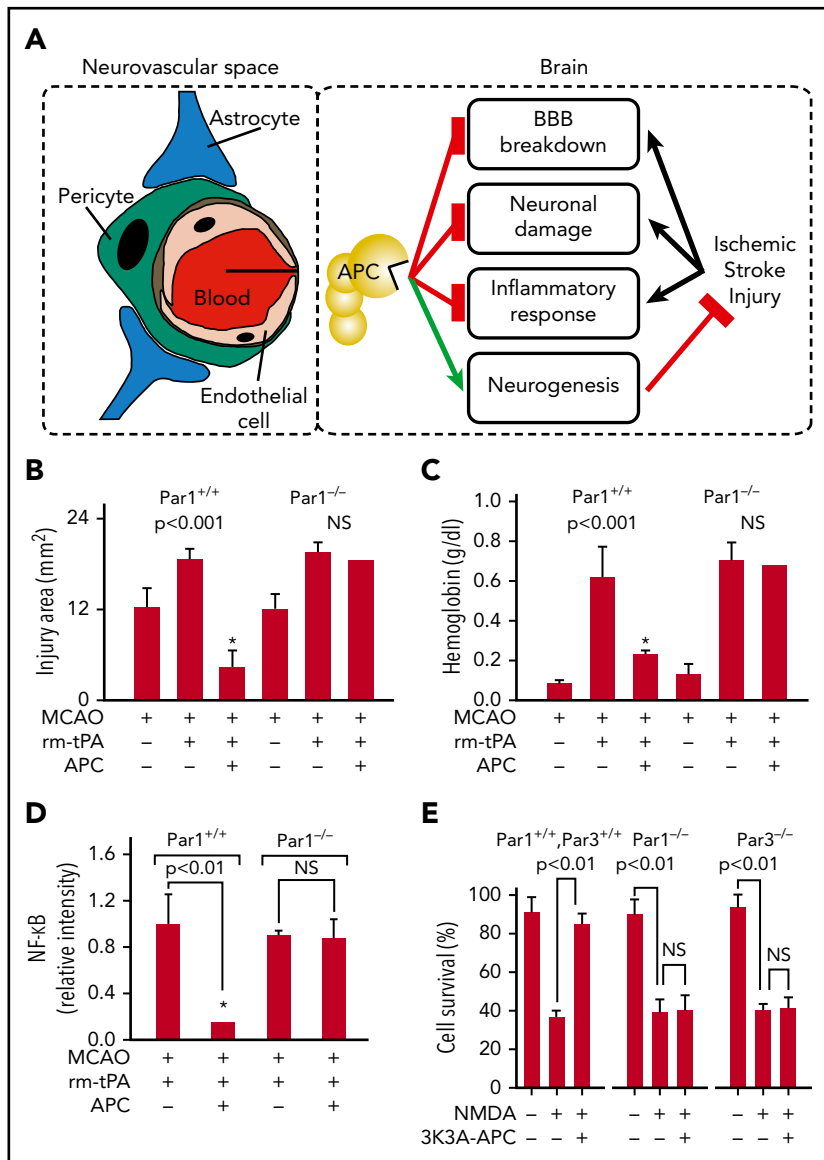 A
Neurovascular space
Brain
Astrocyte
Pericyte
Blood
Endothelial
cell
APC
BBB
breakdown
Neuronal
damage
Inflammatory
response
Neurogenesis
Ischemic
Stroke
Injury
B
Par1+/+
Par1–/–
p<0.001
NS
24
12
0
Injury area (mm2)
*
MCAO + + + + + +
rm-tPA – + + – + +
APC – – + – – +
C
Par1+/+
Par1–/–
p<0.001
NS
1.0
0.8
0.6
0.4
0.2
0.0
Hemoglobin (g/dl)
*
MCAO + + + + + +
rm-tPA – + + – + +
APC – – + – – +
D
Par1+/+
Par1–/–
p<0.01
NS
1.6
1.2
0.8
0.4
0.0
NF-κB
(relative intensity)
*
MCAO + + + +
rm-tPA + + + +
APC – + – +
E
Par1+/+,Par3+/+
Par1–/–
Par3–/–
p<0.01
p<0.01
p<0.01
NS
NS
100
80
60
40
20
0
Cell survival (%)
NMDA – + + – + + – + +
3K3A-APC – – + – – + – – +